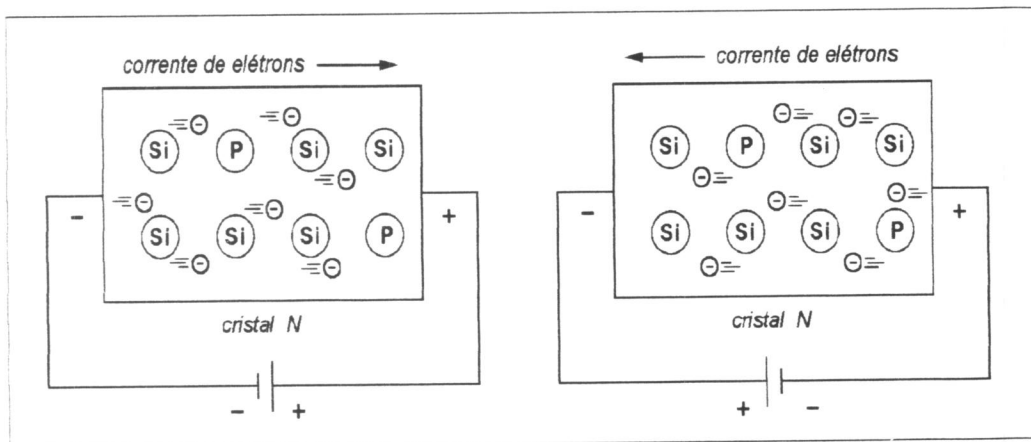 corrente de elétrons
Si P Si Si
- +
Si Si Si P
cristal N
- +
corrente de elétrons
Si P Si Si
- +
Si Si Si P
cristal N
+ -